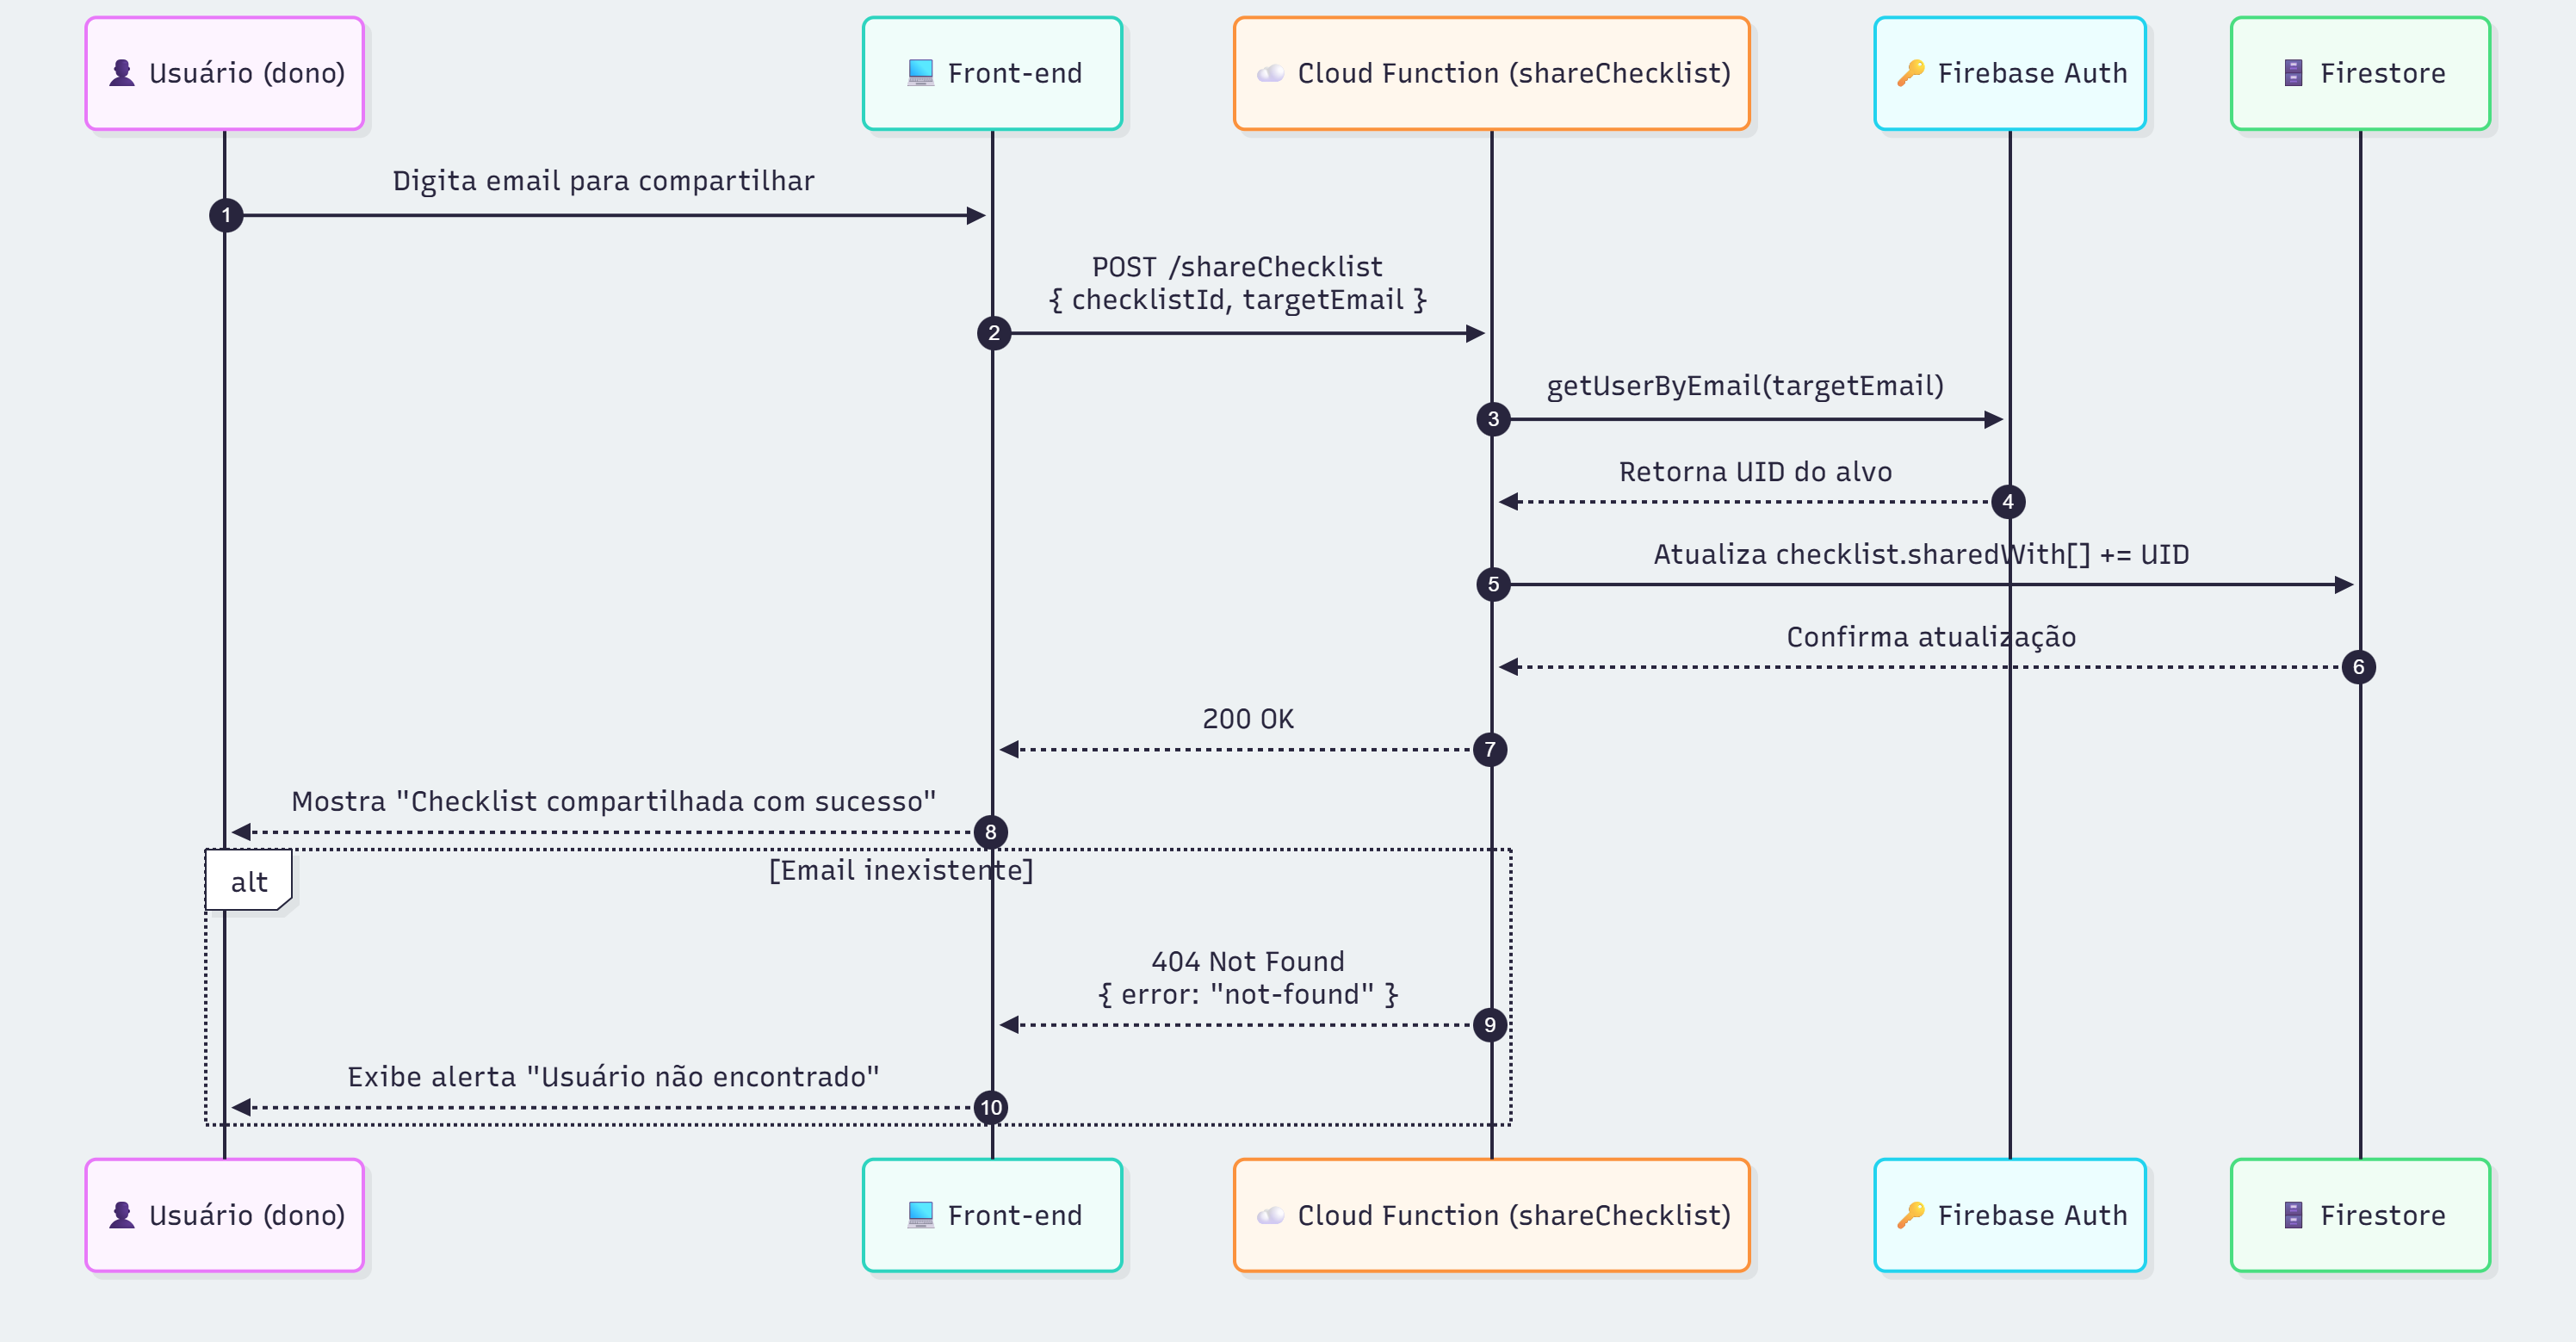 Usuário (dono)
Front-end
Cloud Function (shareChecklist)
Firebase Auth
Firestore
Digita email para compartilhar
1
POST /shareChecklist
{ checklistId, targetEmail }
2
getUserByEmail(targetEmail)
3
Retorna UID do alvo
4
Atualiza checklist.sharedWith[] += UID
5
Confirma atualização
6
200 OK
7
Mostra "Checklist compartilhada com sucesso"
8
alt
[Email inexistente]
404 Not Found
{ error: "not-found" }
9
Exibe alerta "Usuário não encontrado"
10
Usuário (dono)
Front-end
Cloud Function (shareChecklist)
Firebase Auth
Firestore